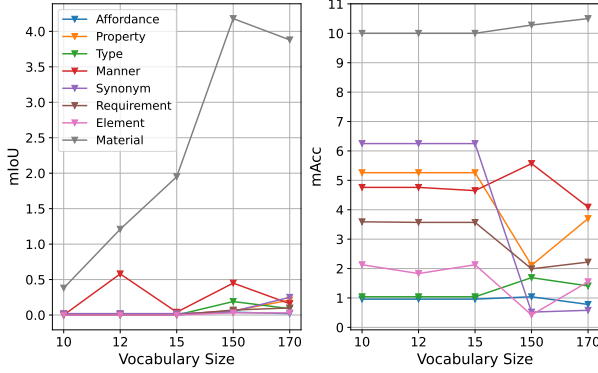 mIoU
4.0
3.5
3.0
2.5
2.0
1.5
1.0
0.5
0.0
Affordance
Property
Type
Manner
Synonym
Requirement
Element
Material
10 12 15 150 170
Vocabulary Size
mAcc
11
10
9
8
7
6
5
4
3
2
1
0
10 12 15 150 170
Vocabulary Size